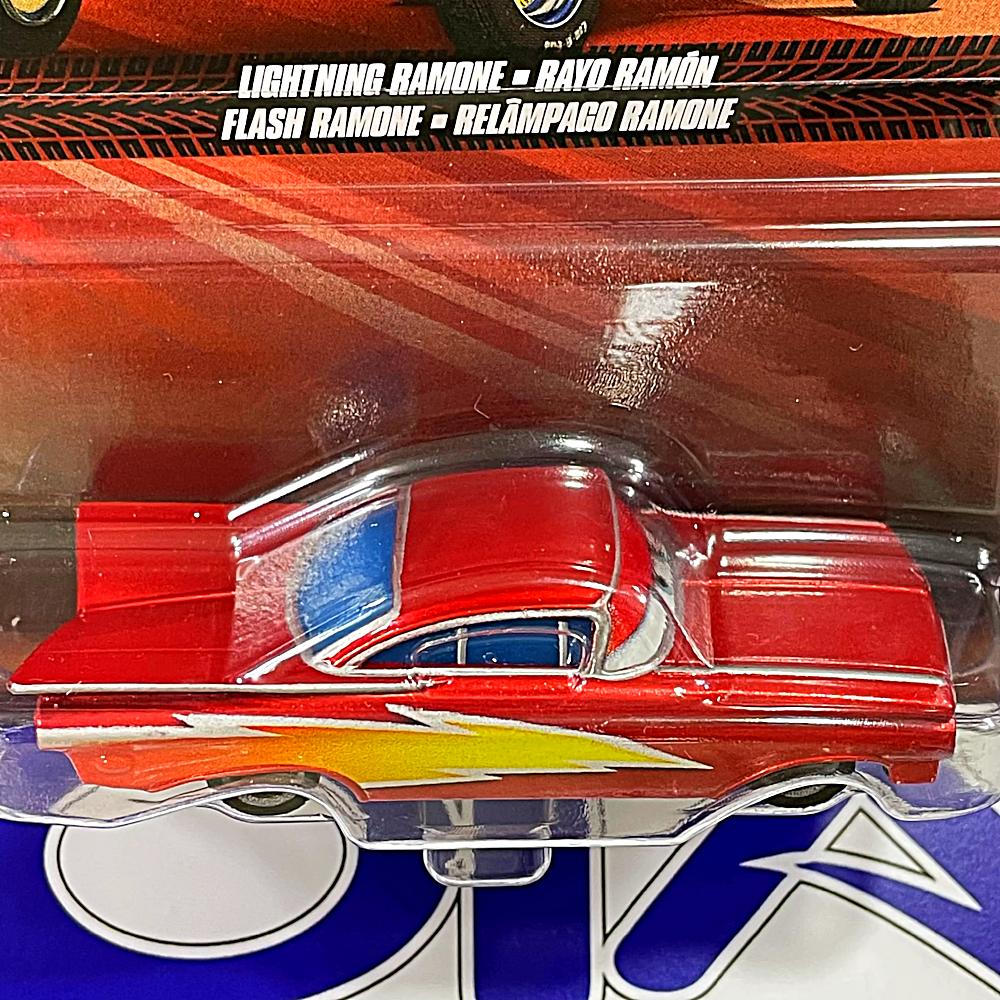 LIGHTNING RAMONE ▪ RAYO RAMÓN
FLASH RAMONE ▪ RELÂMPAGO RAMONE